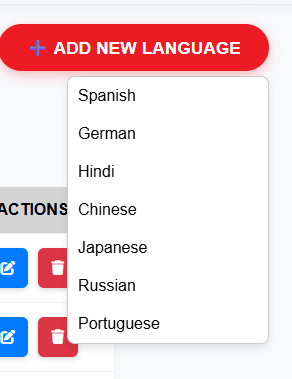 ADD NEW LANGUAGE
Spanish
German
Hindi
ACTIONS
Chinese
Japanese
Russian
Portuguese